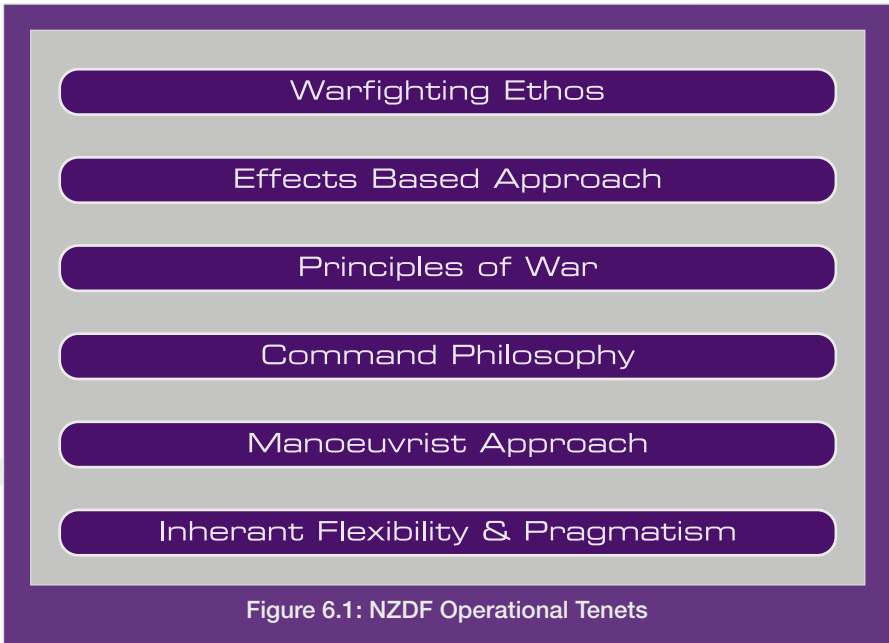 Warfighting Ethos
Effects Based Approach
Principles of War
Command Philosophy
Manoeuvrist Approach
Inherant Flexibility & Pragmatism
Figure 6.1: NZDF Operational Tenets